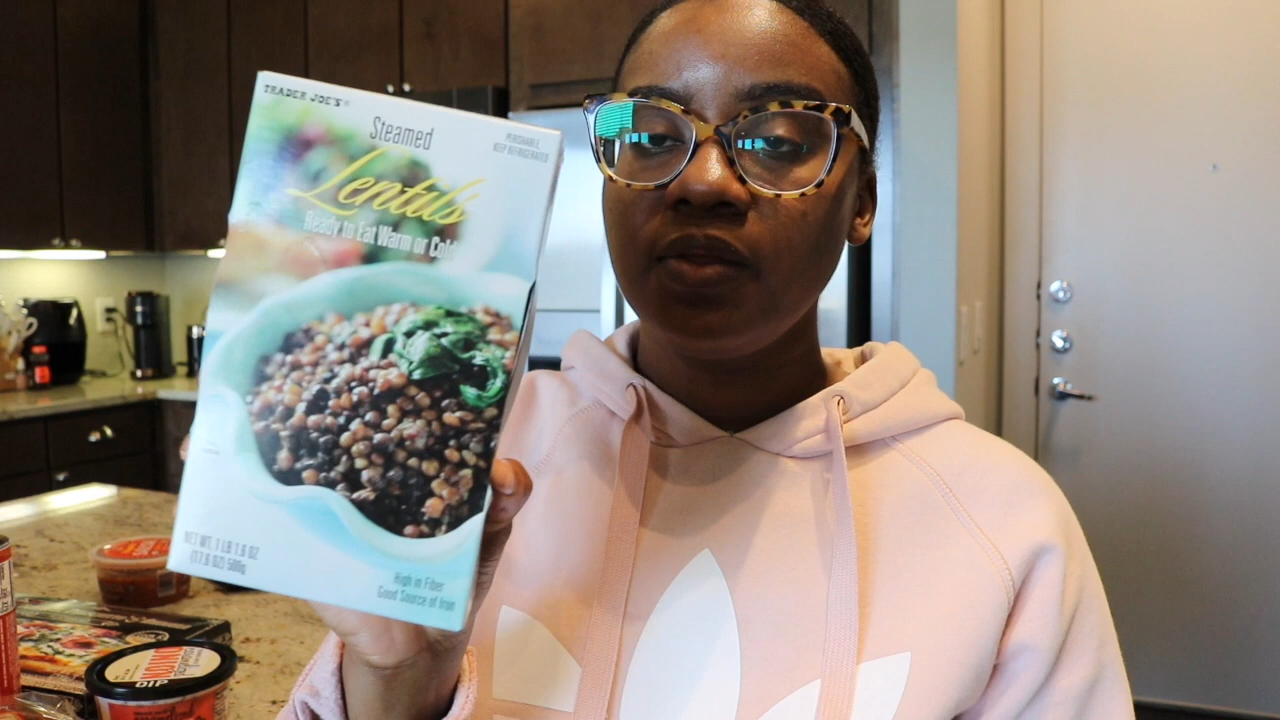 TRADER JOE'S
Steamed
PERISHABLE,
KEEP REFRIGERATED
Lentils
Ready to Eat Warm or Cold
NET WT. 1 LB 1.6 OZ
(17.6 OZ) 500g
High in Fiber
Good Source of Iron
DIP